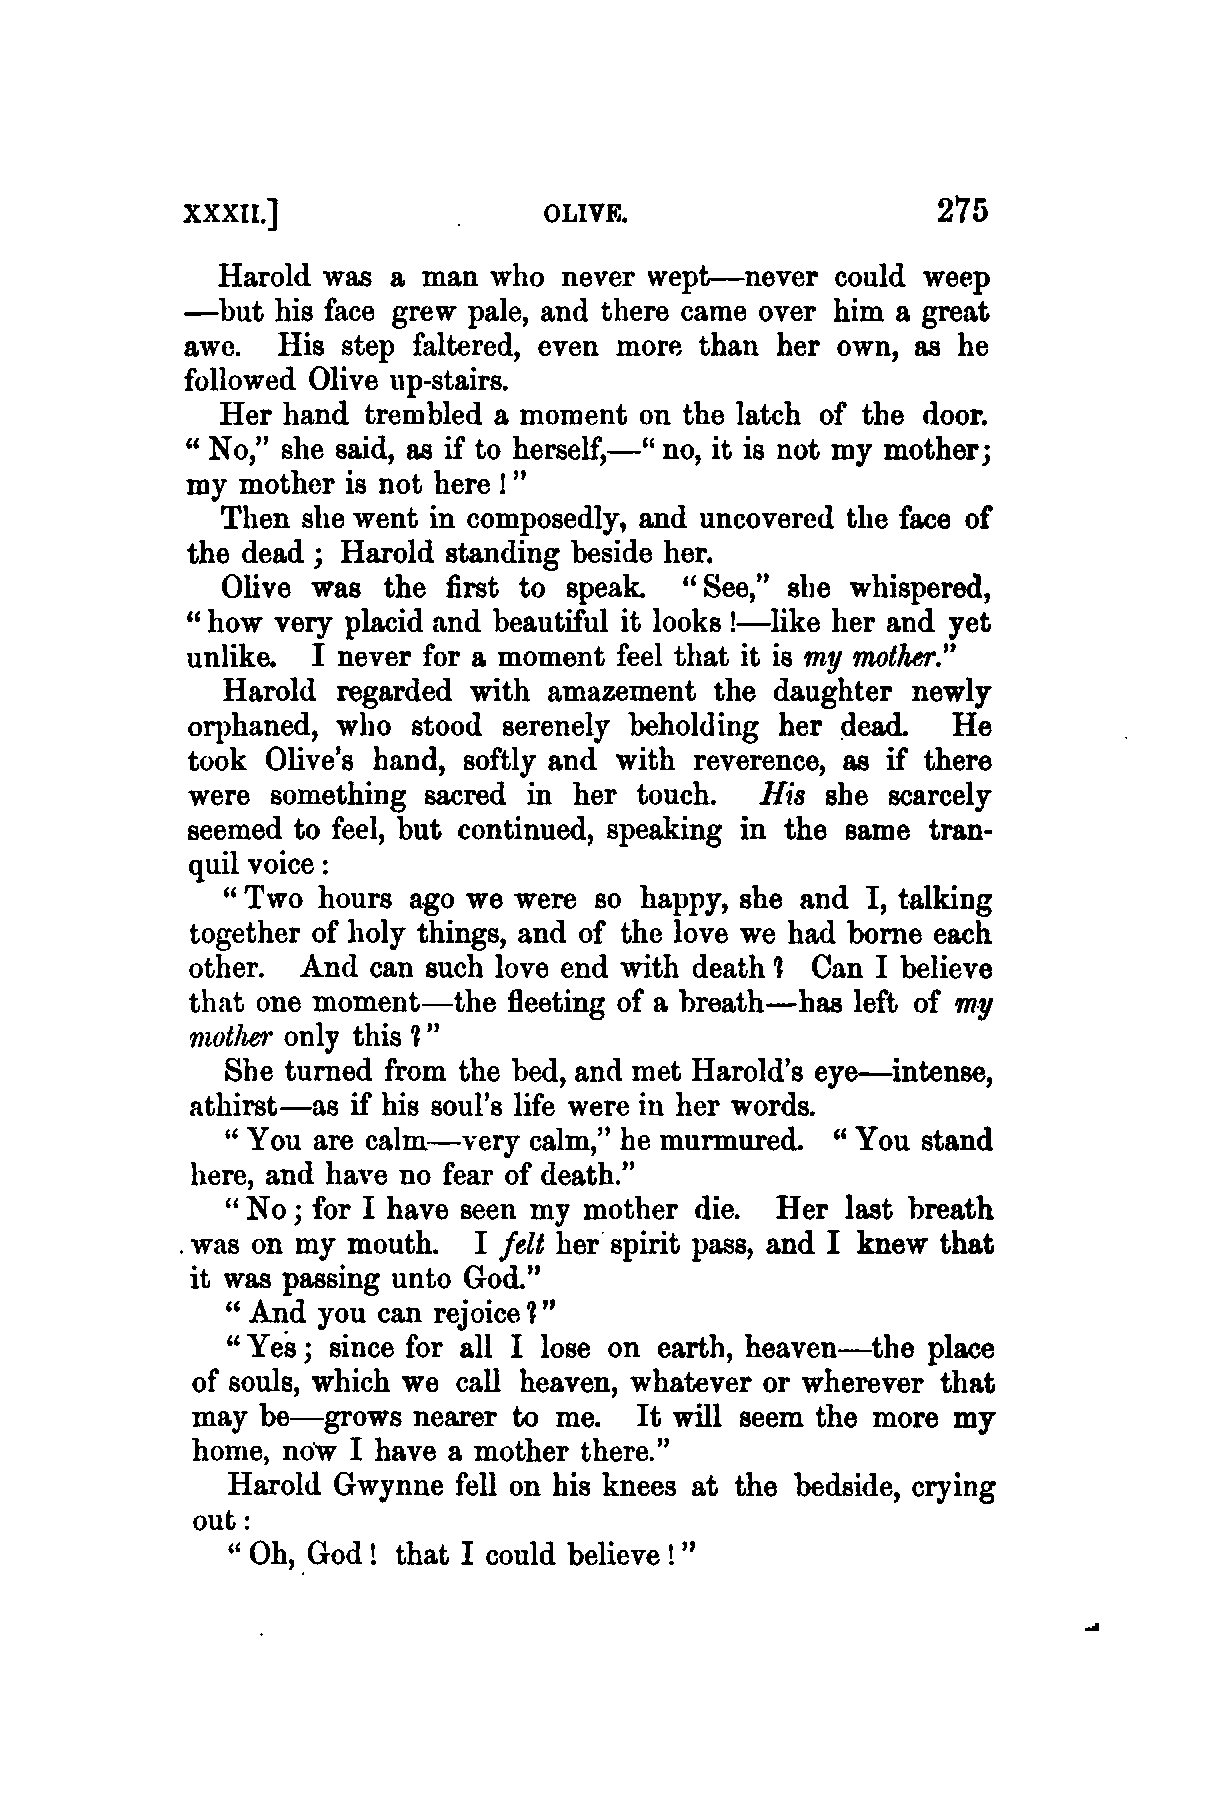 XXXII.] OLIVE. 275
Harold was a man who never wept—never could weep
—but his face grew pale, and there came over him a great
awe. His step faltered, even more than her own, as he
followed Olive up-stairs.
Her hand trembled a moment on the latch of the door.
“ No,” she said, as if to herself,—“ no, it is not my mother;
my mother is not here ! ”
Then she went in composedly, and uncovered the face of
the dead ; Harold standing beside her.
Olive was the first to speak. “ See,” she whispered,
“ how very placid and beautiful it looks !—like her and yet
unlike. I never for a moment feel that it is my mother.”
Harold regarded with amazement the daughter newly
orphaned, who stood serenely beholding her dead. He
took Olive’s hand, softly and with reverence, as if there
were something sacred in her touch. His she scarcely
seemed to feel, but continued, speaking in the same tran-
quil voice :
“ Two hours ago we were so happy, she and I, talking
together of holy things, and of the love we had borne each
other. And can such love end with death ? Can I believe
that one moment—the fleeting of a breath—has left of my
mother only this ? ”
She turned from the bed, and met Harold’s eye—intense,
athirst—as if his soul’s life were in her words.
“ You are calm—very calm,” he murmured. “ You stand
here, and have no fear of death.”
“ No ; for I have seen my mother die. Her last breath
was on my mouth. I felt her spirit pass, and I knew that
it was passing unto God.”
“ And you can rejoice ? ”
“ Yes ; since for all I lose on earth, heaven—the place
of souls, which we call heaven, whatever or wherever that
may be—grows nearer to me. It will seem the more my
home, now I have a mother there.”
Harold Gwynne fell on his knees at the bedside, crying
out :
“ Oh, God ! that I could believe ! ”